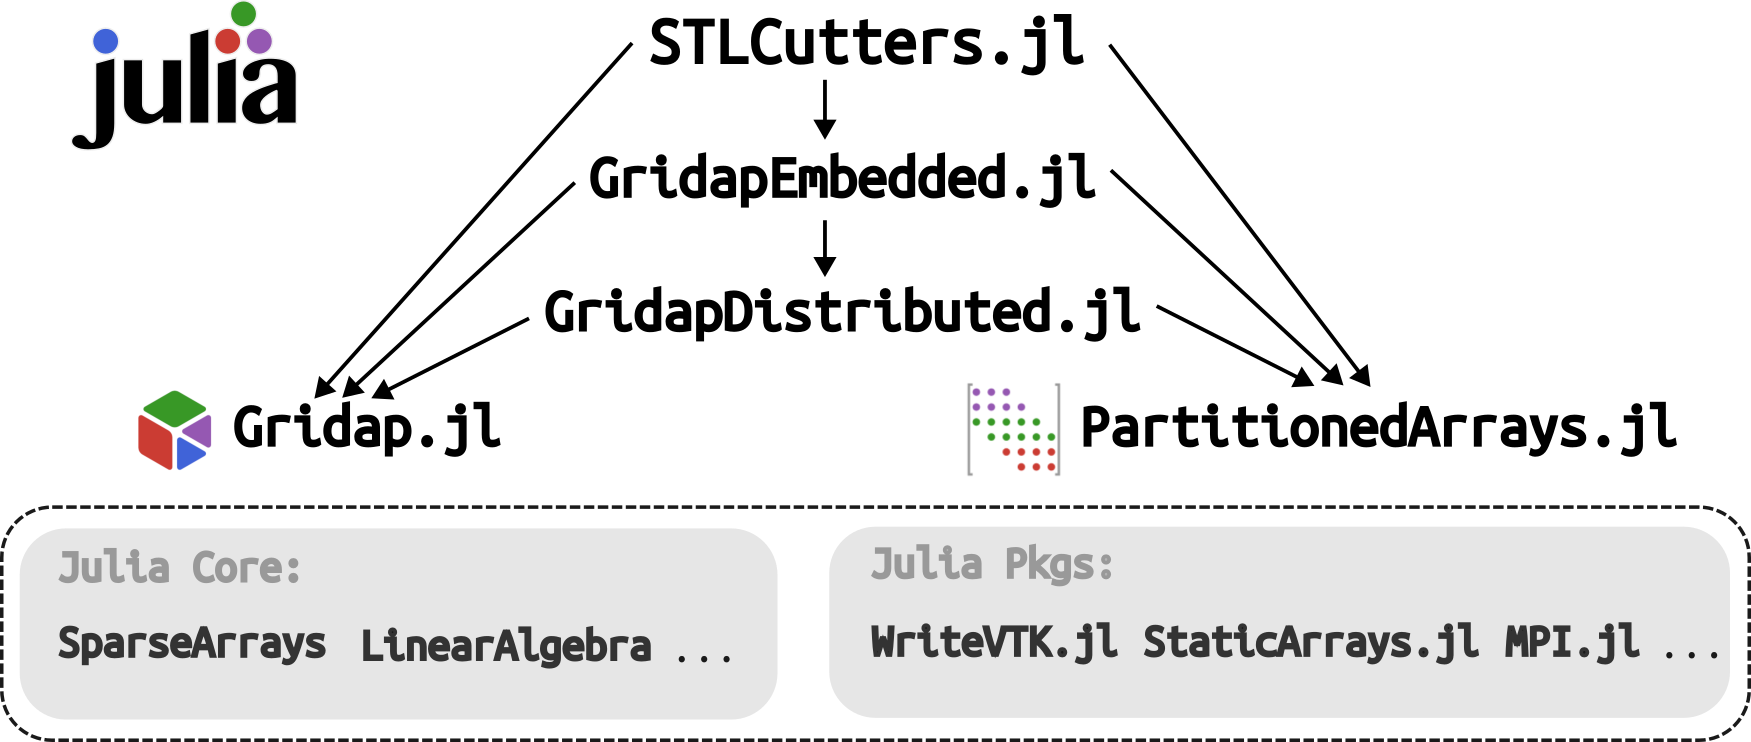 julia
STLCutters.jl
GridapEmbedded.jl
GridapDistributed.jl
Gridap.jl
PartitionedArrays.jl
Julia Core:
SparseArrays LinearAlgebra ...
Julia Pkgs:
WriteVTK.jl StaticArrays.jl MPI.jl ...